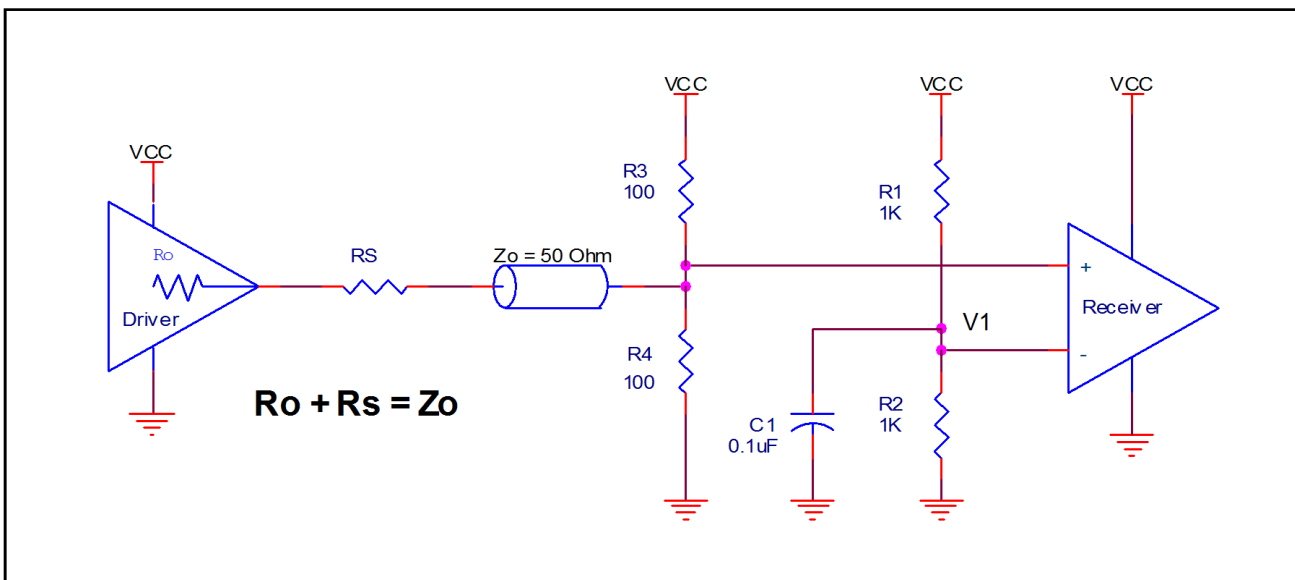 VCC
VCC
VCC
VCC
R3
100
R1
1K
Ro
RS
Zo = 50 Ohm
+
Driver
Receiver
V1
-
R4
100
Ro + Rs = Zo
C1
0.1uF
R2
1K